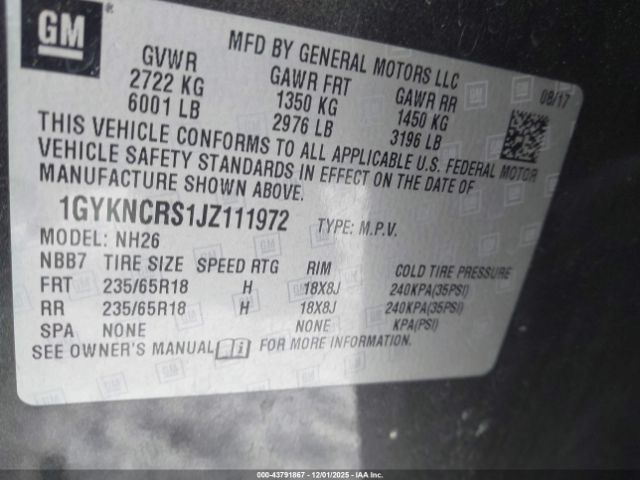 GM ®
MFD BY GENERAL MOTORS LLC
08/17
GVWR GAWR FRT GAWR RR
2722 KG 1350 KG 1450 KG
6001 LB 2976 LB 3196 LB
THIS VEHICLE CONFORMS TO ALL APPLICABLE U.S. FEDERAL MOTOR
VEHICLE SAFETY STANDARDS IN EFFECT ON THE DATE OF
MANUFACTURE SHOWN ABOVE.
1GYKNCRS1JZ111972 TYPE: M.P.V.
MODEL: NH26
NBB7 TIRE SIZE SPEED RTG RIM COLD TIRE PRESSURE
FRT 235/65R18 H 18X8J 240KPA(35PSI)
RR 235/65R18 H 18X8J 240KPA(35PSI)
SPA NONE NONE KPA(PSI)
SEE OWNER'S MANUAL FOR MORE INFORMATION.
000-43791867 • 12/01/2025 • IAA Inc.